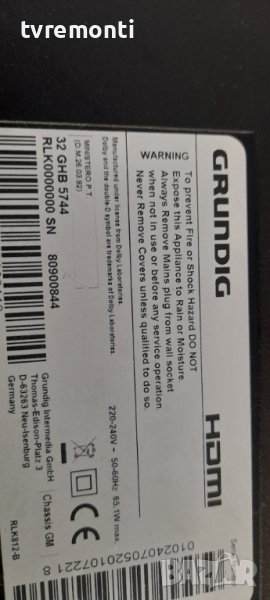 tvremonti
GRUNDIG
HDMI
WARNING
To prevent Fire or Shock Hazard DO NOT
Expose this Appliance to Rain or Moisture.
Always Remove Mains plug from wall socket
when not in use or before any service operation.
Never Remove Covers unless qualified to do so.
Manufactured under license from Dolby Laboratories.
Dolby and the double-D symbol are trademarks of Dolby Laboratories.
MINISTERO P.T.
(D.M. 26.03.92)
220-240V ~ 50-60Hz 65.1W max.
CE
32 GHB 5744
RLK0000000 SN 80900844
Grundig Intermedia GmbH Chassis GM
Thomas-Edison-Platz 3
D-63263 Neu-Isenburg
Germany
RLK812-B
00
01024070520107221
bazar.bg